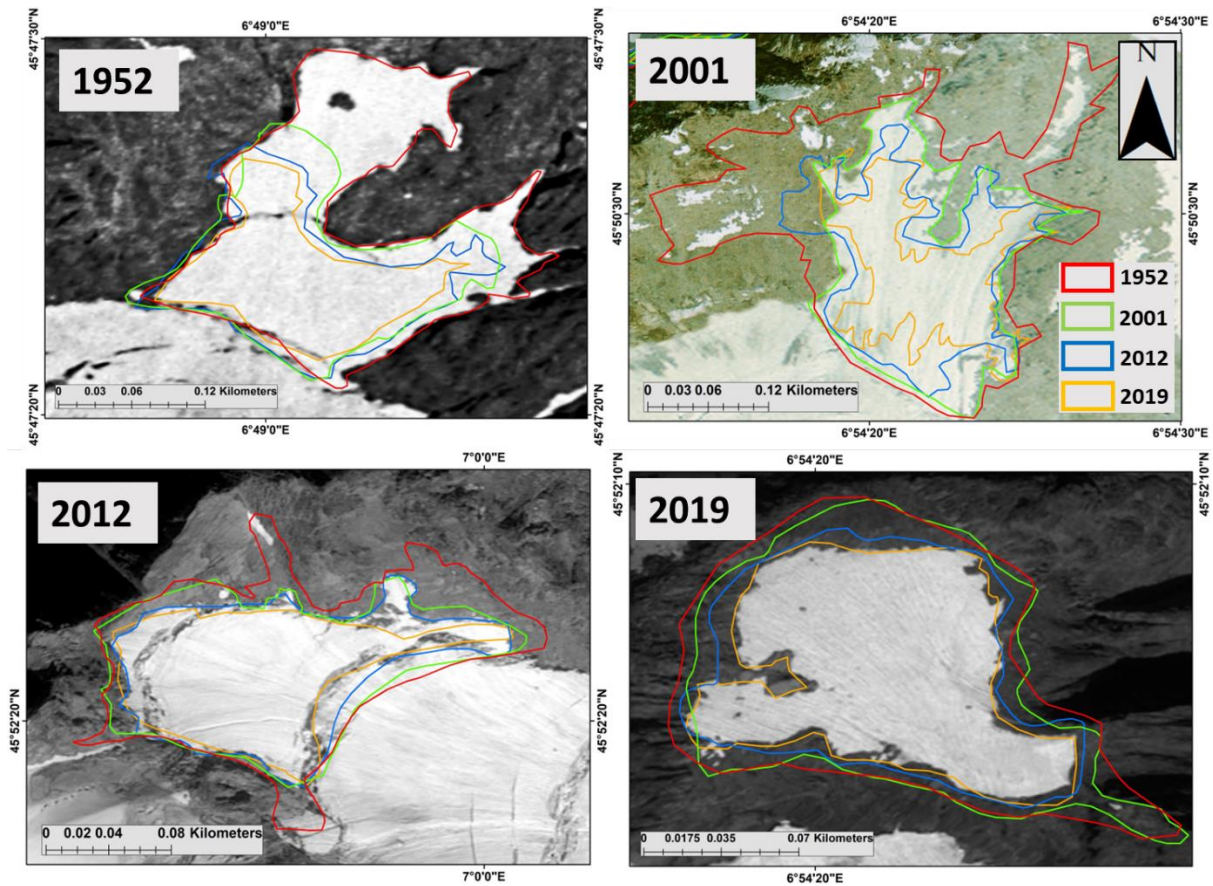 6°49'0"E
45°47'30"N
45°47'30"N
1952
0 0.03 0.06 0.12 Kilometers
45°47'20"N
45°47'20"N
6°49'0"E
6°54'20"E
6°54'30"E
2001
N
45°50'30"N
45°50'30"N
1952
2001
2012
2019
0 0.03 0.06 0.12 Kilometers
6°54'20"E
6°54'30"E
7°0'0"E
2012
45°52'20"N
45°52'20"N
0 0.02 0.04 0.08 Kilometers
7°0'0"E
6°54'20"E
45°52'10"N
45°52'10"N
2019
0 0.0175 0.035 0.07 Kilometers
6°54'20"E